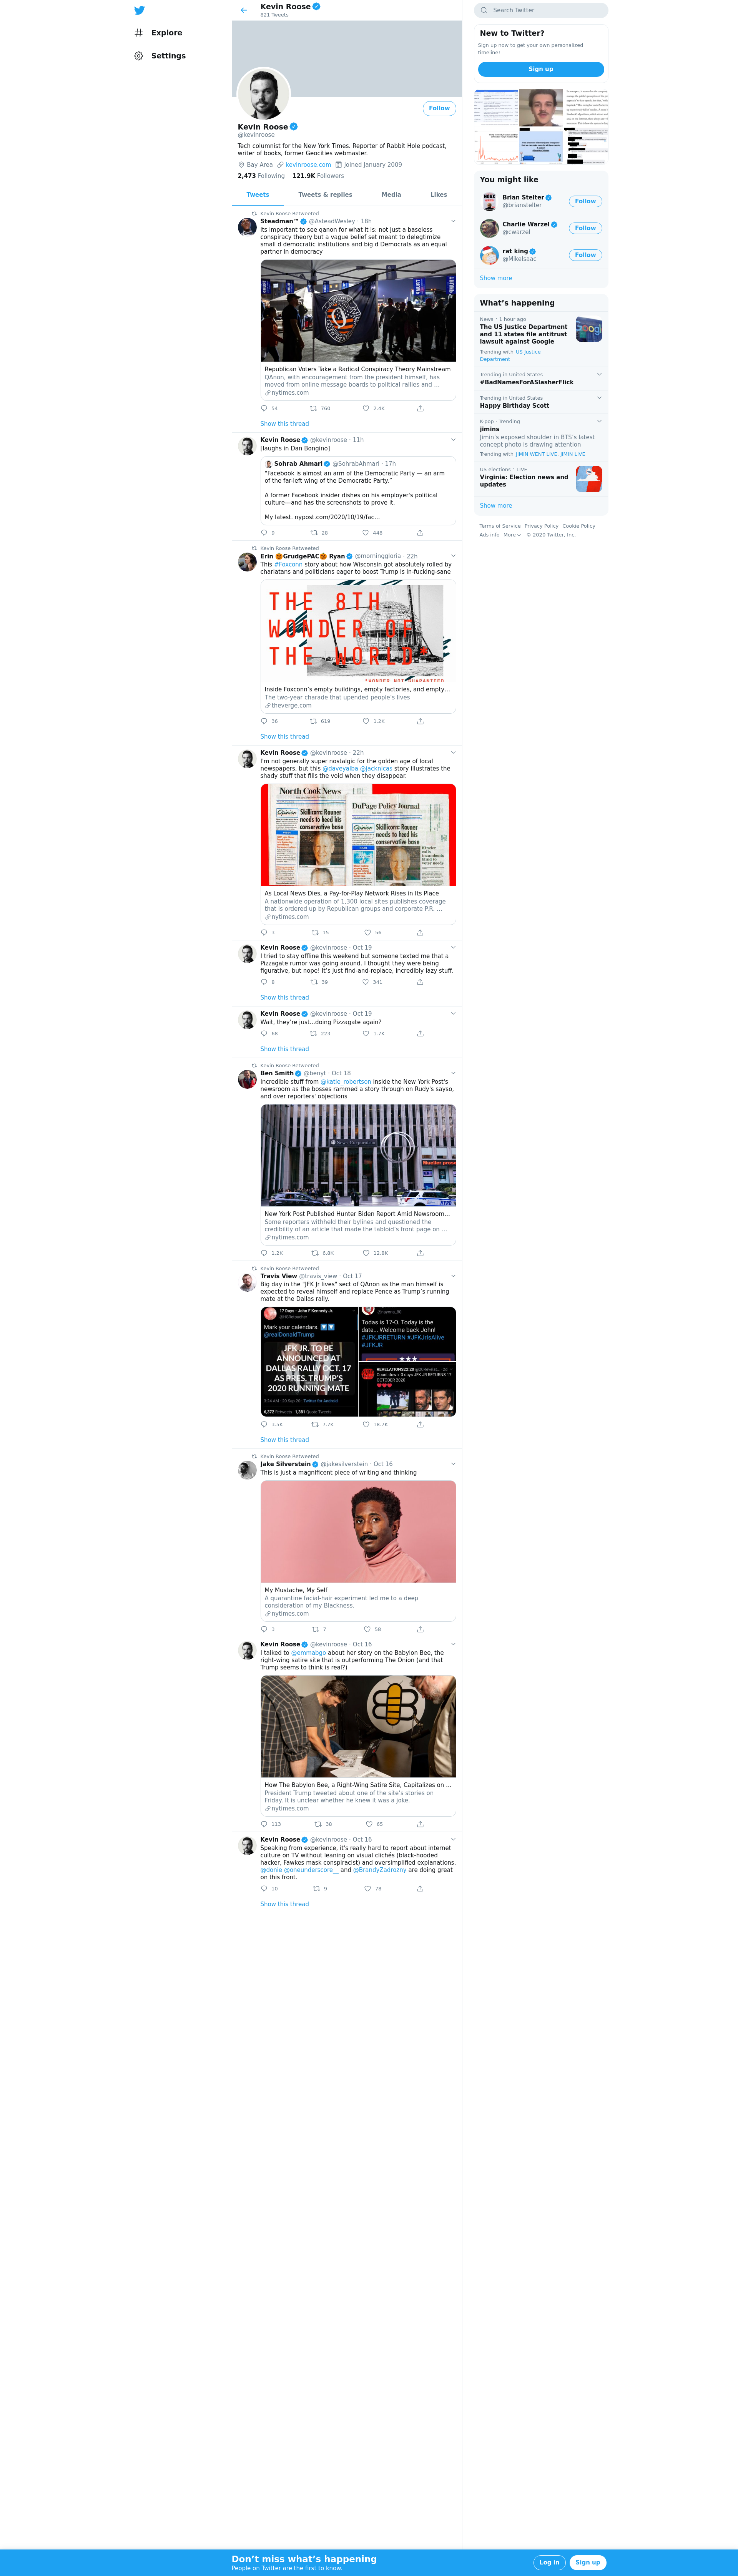 Explore
Settings
Kevin Roose
821 Tweets
Follow
Kevin Roose
@kevinroose
Tech columnist for the New York Times. Reporter of Rabbit Hole podcast,
writer of books, former Geocities webmaster.
Bay Area kevinroose.com Joined January 2009
2,473 Following 121.9K Followers
Tweets Tweets & replies Media Likes
Kevin Roose Retweeted
Steadman™ @AsteadWesley · 18h
its important to see qanon for what it is: not just a baseless
conspiracy theory but a vague belief set meant to delegtimize
small d democratic institutions and big d Democrats as an equal
partner in democracy
Republican Voters Take a Radical Conspiracy Theory Mainstream
QAnon, with encouragement from the president himself, has
moved from online message boards to political rallies and ...
nytimes.com
54 760 2.4K
Show this thread
Kevin Roose @kevinroose · 11h
[laughs in Dan Bongino]
Sohrab Ahmari @SohrabAhmari · 17h
"Facebook is almost an arm of the Democratic Party — an arm
of the far-left wing of the Democratic Party."
A former Facebook insider dishes on his employer's political
culture—and has the screenshots to prove it.
My latest. nypost.com/2020/10/19/fac…
9 28 448
Kevin Roose Retweeted
Erin 🎃GrudgePAC🎃 Ryan @morninggloria · 22h
This #Foxconn story about how Wisconsin got absolutely rolled by
charlatans and politicians eager to boost Trump is in-fucking-sane
THE 8TH
WONDER OF
THE WORLD*
*WONDER NOT GUARANTEED
Inside Foxconn's empty buildings, empty factories, and empty...
The two-year charade that upended people's lives
theverge.com
36 619 1.2K
Show this thread
Kevin Roose @kevinroose · 22h
I'm not generally super nostalgic for the golden age of local
newspapers, but this @daveyalba @jacknicas story illustrates the
shady stuff that fills the void when they disappear.
North Cook News
DuPage Policy Journal
Opinion
Skillicorn: Rauner
needs to heed his
conservative base
Opinion
Skillicorn: Rauner
needs to heed his
conservative base
As Local News Dies, a Pay-for-Play Network Rises in Its Place
A nationwide operation of 1,300 local sites publishes coverage
that is ordered up by Republican groups and corporate P.R. ...
nytimes.com
3 15 56
Kevin Roose @kevinroose · Oct 19
I tried to stay offline this weekend but someone texted me that a
Pizzagate rumor was going around. I thought they were being
figurative, but nope! It's just find-and-replace, incredibly lazy stuff.
8 39 341
Show this thread
Kevin Roose @kevinroose · Oct 19
Wait, they're just...doing Pizzagate again?
68 223 1.7K
Show this thread
Kevin Roose Retweeted
Ben Smith @benyt · Oct 18
Incredible stuff from @katie_robertson inside the New York Post's
newsroom as the bosses rammed a story through on Rudy's sayso,
and over reporters' objections
News Corporation
New York Post Published Hunter Biden Report Amid Newsroom...
Some reporters withheld their bylines and questioned the
credibility of an article that made the tabloid's front page on ...
nytimes.com
1.2K 6.8K 12.8K
Kevin Roose Retweeted
Travis View @travis_view · Oct 17
Big day in the "JFK Jr lives" sect of QAnon as the man himself is
expected to reveal himself and replace Pence as Trump's running
mate at the Dallas rally.
17 Days - John F Kennedy Jr.
Mark your calendars.
@realDonaldTrump
JFK JR. TO BE
ANNOUNCED AT
DALLAS RALLY OCT. 17
AS PRES. TRUMP'S
2020 RUNNING MATE
Todas is 17-O. Today is the
date... Welcome back John!
#JFKJRRETURN #JFKJrIsAlive
#JFKJR
Count down -3 days JFK JR RETURNS 17
OCTOBER 2020
3.5K 7.7K 18.7K
Show this thread
Kevin Roose Retweeted
Jake Silverstein @jakesilverstein · Oct 16
This is just a magnificent piece of writing and thinking
My Mustache, My Self
A quarantine facial-hair experiment led me to a deep
consideration of my Blackness.
nytimes.com
3 7 56
Kevin Roose @kevinroose · Oct 16
I talked to @emmabgo about her story on the Babylon Bee, the
right-wing satire site that is outperforming The Onion (and that
Trump seems to think is real?)
How The Babylon Bee, a Right-Wing Satire Site, Capitalizes on ...
President Trump tweeted about one of the site's stories on
Friday. It is unclear whether he knew it was a joke.
nytimes.com
113 38 65
Kevin Roose @kevinroose · Oct 16
Speaking from experience, it's really hard to report about internet
culture on TV without leaning on visual clichés (black-hooded
hacker, Fawkes mask conspiracist) and oversimplified explanations.
@donie @oneunderscore__ and @BrandyZadrozny are doing great
on this front.
10 9 78
Show this thread
Search Twitter
New to Twitter?
Sign up now to get your own personalized
timeline!
Sign up
You might like
Brian Stelter
@brianstelter
Follow
Charlie Warzel
@cwarzel
Follow
rat king
@MikeIsaac
Follow
Show more
What's happening
News · 1 hour ago
The US Justice Department
and 11 states file antitrust
lawsuit against Google
Trending with US Justice
Department
Trending in United States
#BadNamesForASlasherFlick
Trending in United States
Happy Birthday Scott
K-pop · Trending
jimins
Jimin's exposed shoulder in BTS's latest
concept photo is drawing attention
Trending with JIMIN WENT LIVE, JIMIN LIVE
US elections · LIVE
Virginia: Election news and
updates
Show more
Terms of Service Privacy Policy Cookie Policy
Ads info More © 2020 Twitter, Inc.
Don't miss what's happening
People on Twitter are the first to know.
Log in
Sign up